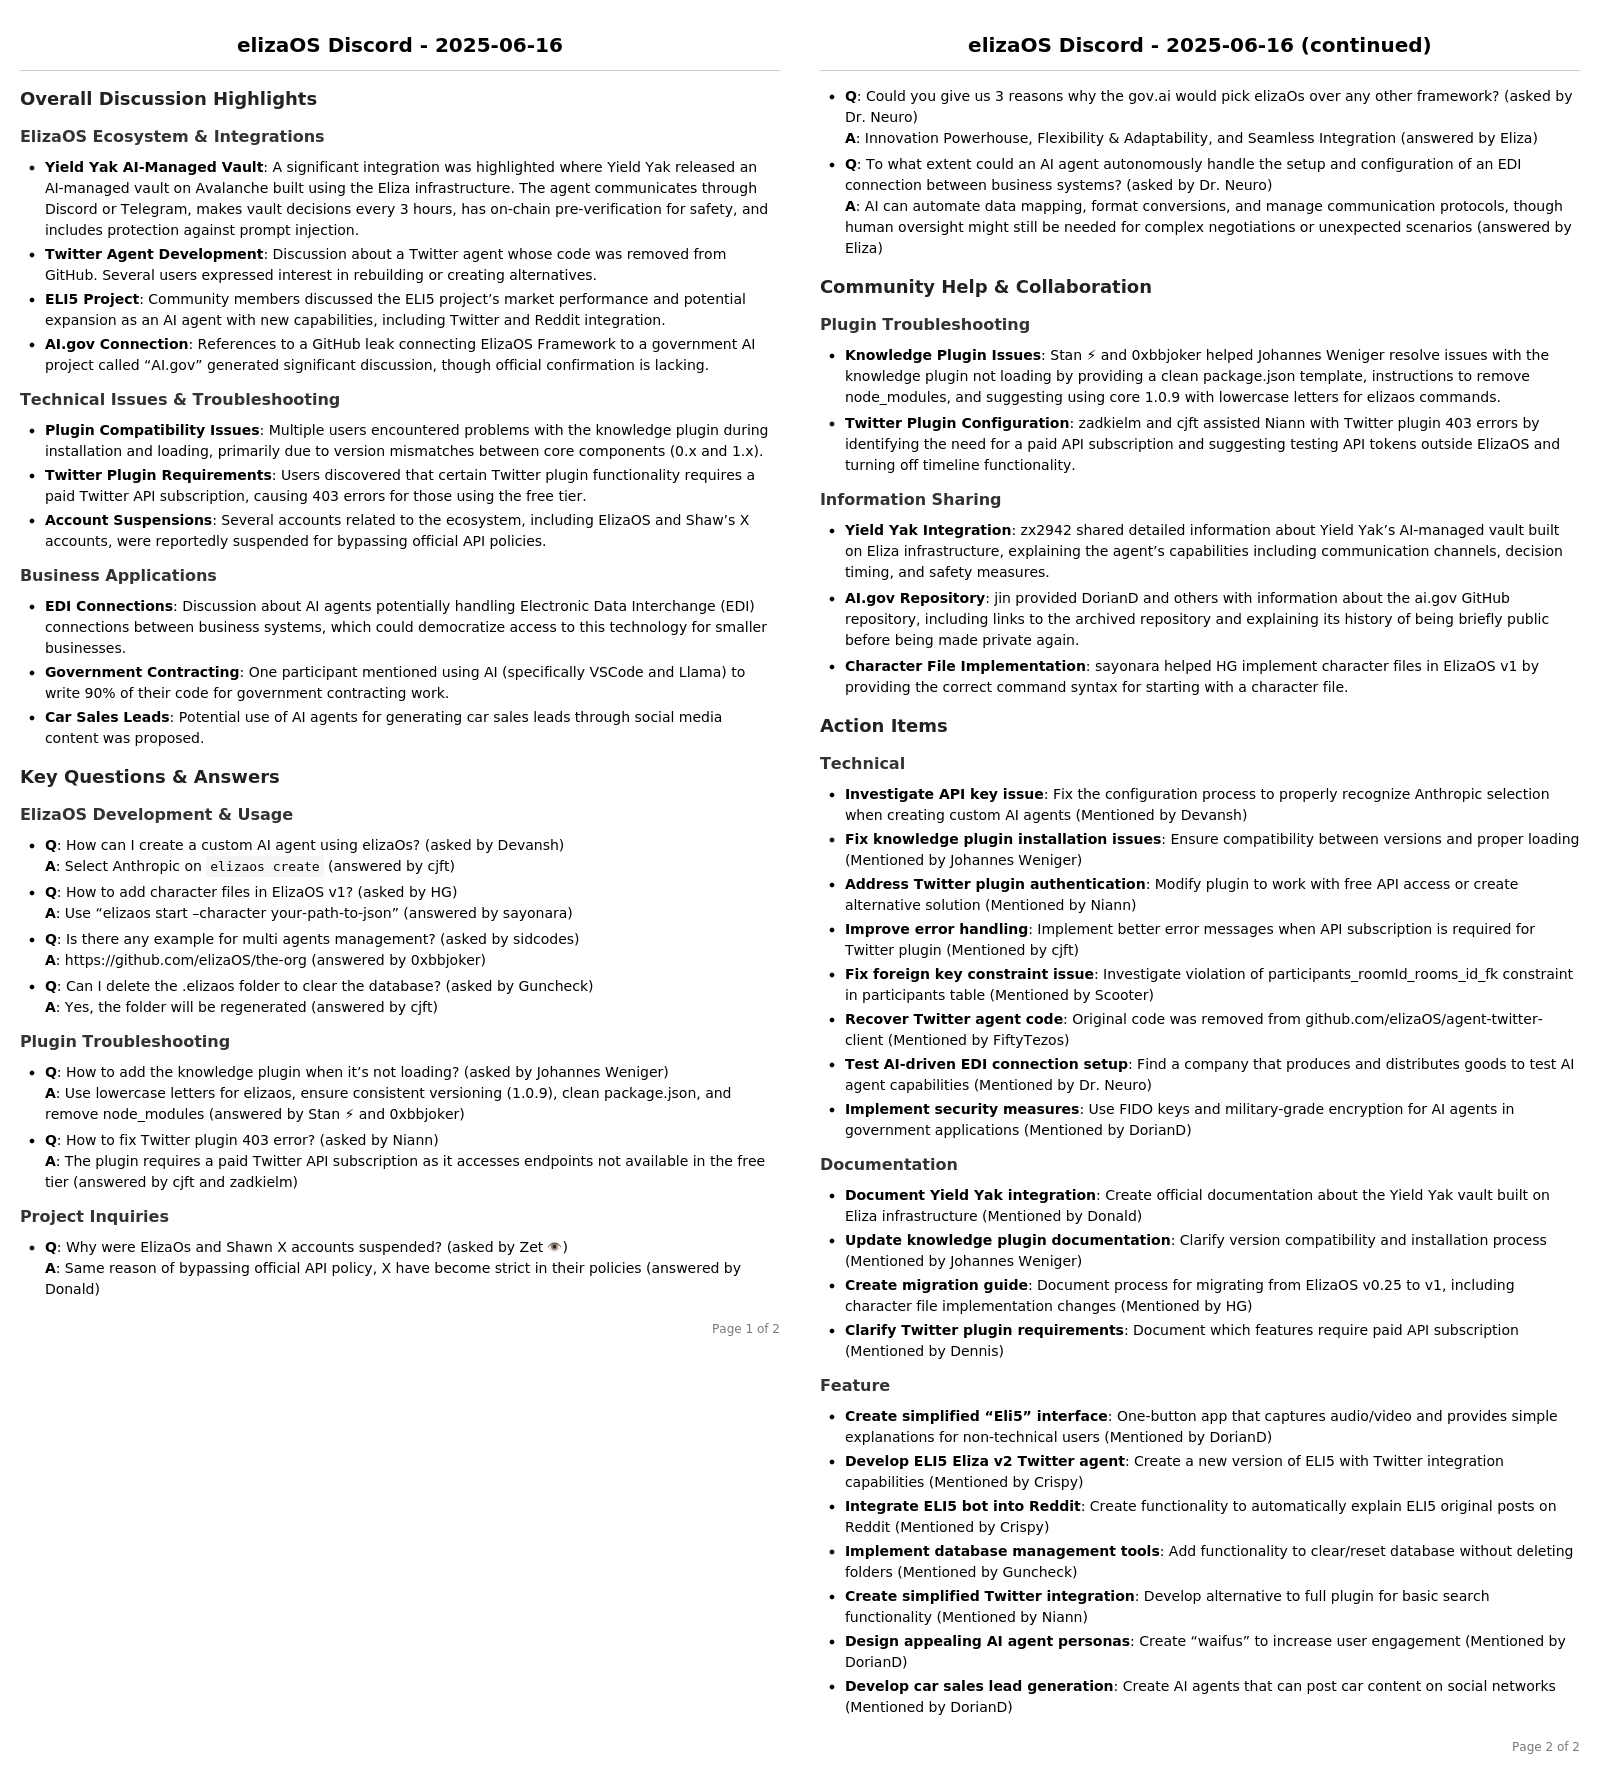 elizaOS Discord - 2025-06-16
Overall Discussion Highlights
ElizaOS Ecosystem & Integrations
• Yield Yak AI-Managed Vault: A significant integration was highlighted where Yield Yak released an
AI-managed vault on Avalanche built using the Eliza infrastructure. The agent communicates through
Discord or Telegram, makes vault decisions every 3 hours, has on-chain pre-verification for safety, and
includes protection against prompt injection.
• Twitter Agent Development: Discussion about a Twitter agent whose code was removed from
GitHub. Several users expressed interest in rebuilding or creating alternatives.
• ELI5 Project: Community members discussed the ELI5 project’s market performance and potential
expansion as an AI agent with new capabilities, including Twitter and Reddit integration.
• AI.gov Connection: References to a GitHub leak connecting ElizaOS Framework to a government AI
project called “AI.gov” generated significant discussion, though official confirmation is lacking.
Technical Issues & Troubleshooting
• Plugin Compatibility Issues: Multiple users encountered problems with the knowledge plugin during
installation and loading, primarily due to version mismatches between core components (0.x and 1.x).
• Twitter Plugin Requirements: Users discovered that certain Twitter plugin functionality requires a
paid Twitter API subscription, causing 403 errors for those using the free tier.
• Account Suspensions: Several accounts related to the ecosystem, including ElizaOS and Shaw’s X
accounts, were reportedly suspended for bypassing official API policies.
Business Applications
• EDI Connections: Discussion about AI agents potentially handling Electronic Data Interchange (EDI)
connections between business systems, which could democratize access to this technology for smaller
businesses.
• Government Contracting: One participant mentioned using AI (specifically VSCode and Llama) to
write 90% of their code for government contracting work.
• Car Sales Leads: Potential use of AI agents for generating car sales leads through social media
content was proposed.
Key Questions & Answers
ElizaOS Development & Usage
• Q: How can I create a custom AI agent using elizaOs? (asked by Devansh)
A: Select Anthropic on elizaos create (answered by cjft)
• Q: How to add character files in ElizaOS v1? (asked by HG)
A: Use “elizaos start –character your-path-to-json” (answered by sayonara)
• Q: Is there any example for multi agents management? (asked by sidcodes)
A: https://github.com/elizaOS/the-org (answered by 0xbbjoker)
• Q: Can I delete the .elizaos folder to clear the database? (asked by Guncheck)
A: Yes, the folder will be regenerated (answered by cjft)
Plugin Troubleshooting
• Q: How to add the knowledge plugin when it’s not loading? (asked by Johannes Weniger)
A: Use lowercase letters for elizaos, ensure consistent versioning (1.0.9), clean package.json, and
remove node_modules (answered by Stan ⚡ and 0xbbjoker)
• Q: How to fix Twitter plugin 403 error? (asked by Niann)
A: The plugin requires a paid Twitter API subscription as it accesses endpoints not available in the free
tier (answered by cjft and zadkielm)
Project Inquiries
• Q: Why were ElizaOs and Shawn X accounts suspended? (asked by Zet 👁️)
A: Same reason of bypassing official API policy, X have become strict in their policies (answered by
Donald)
Page 1 of 2
elizaOS Discord - 2025-06-16 (continued)
• Q: Could you give us 3 reasons why the gov.ai would pick elizaOs over any other framework? (asked by
Dr. Neuro)
A: Innovation Powerhouse, Flexibility & Adaptability, and Seamless Integration (answered by Eliza)
• Q: To what extent could an AI agent autonomously handle the setup and configuration of an EDI
connection between business systems? (asked by Dr. Neuro)
A: AI can automate data mapping, format conversions, and manage communication protocols, though
human oversight might still be needed for complex negotiations or unexpected scenarios (answered by
Eliza)
Community Help & Collaboration
Plugin Troubleshooting
• Knowledge Plugin Issues: Stan ⚡ and 0xbbjoker helped Johannes Weniger resolve issues with the
knowledge plugin not loading by providing a clean package.json template, instructions to remove
node_modules, and suggesting using core 1.0.9 with lowercase letters for elizaos commands.
• Twitter Plugin Configuration: zadkielm and cjft assisted Niann with Twitter plugin 403 errors by
identifying the need for a paid API subscription and suggesting testing API tokens outside ElizaOS and
turning off timeline functionality.
Information Sharing
• Yield Yak Integration: zx2942 shared detailed information about Yield Yak’s AI-managed vault built
on Eliza infrastructure, explaining the agent’s capabilities including communication channels, decision
timing, and safety measures.
• AI.gov Repository: jin provided DorianD and others with information about the ai.gov GitHub
repository, including links to the archived repository and explaining its history of being briefly public
before being made private again.
• Character File Implementation: sayonara helped HG implement character files in ElizaOS v1 by
providing the correct command syntax for starting with a character file.
Action Items
Technical
• Investigate API key issue: Fix the configuration process to properly recognize Anthropic selection
when creating custom AI agents (Mentioned by Devansh)
• Fix knowledge plugin installation issues: Ensure compatibility between versions and proper loading
(Mentioned by Johannes Weniger)
• Address Twitter plugin authentication: Modify plugin to work with free API access or create
alternative solution (Mentioned by Niann)
• Improve error handling: Implement better error messages when API subscription is required for
Twitter plugin (Mentioned by cjft)
• Fix foreign key constraint issue: Investigate violation of participants_roomId_rooms_id_fk constraint
in participants table (Mentioned by Scooter)
• Recover Twitter agent code: Original code was removed from github.com/elizaOS/agent-twitter-
client (Mentioned by FiftyTezos)
• Test AI-driven EDI connection setup: Find a company that produces and distributes goods to test AI
agent capabilities (Mentioned by Dr. Neuro)
• Implement security measures: Use FIDO keys and military-grade encryption for AI agents in
government applications (Mentioned by DorianD)
Documentation
• Document Yield Yak integration: Create official documentation about the Yield Yak vault built on
Eliza infrastructure (Mentioned by Donald)
• Update knowledge plugin documentation: Clarify version compatibility and installation process
(Mentioned by Johannes Weniger)
• Create migration guide: Document process for migrating from ElizaOS v0.25 to v1, including
character file implementation changes (Mentioned by HG)
• Clarify Twitter plugin requirements: Document which features require paid API subscription
(Mentioned by Dennis)
Feature
• Create simplified “Eli5” interface: One-button app that captures audio/video and provides simple
explanations for non-technical users (Mentioned by DorianD)
• Develop ELI5 Eliza v2 Twitter agent: Create a new version of ELI5 with Twitter integration
capabilities (Mentioned by Crispy)
• Integrate ELI5 bot into Reddit: Create functionality to automatically explain ELI5 original posts on
Reddit (Mentioned by Crispy)
• Implement database management tools: Add functionality to clear/reset database without deleting
folders (Mentioned by Guncheck)
• Create simplified Twitter integration: Develop alternative to full plugin for basic search
functionality (Mentioned by Niann)
• Design appealing AI agent personas: Create “waifus” to increase user engagement (Mentioned by
DorianD)
• Develop car sales lead generation: Create AI agents that can post car content on social networks
(Mentioned by DorianD)
Page 2 of 2